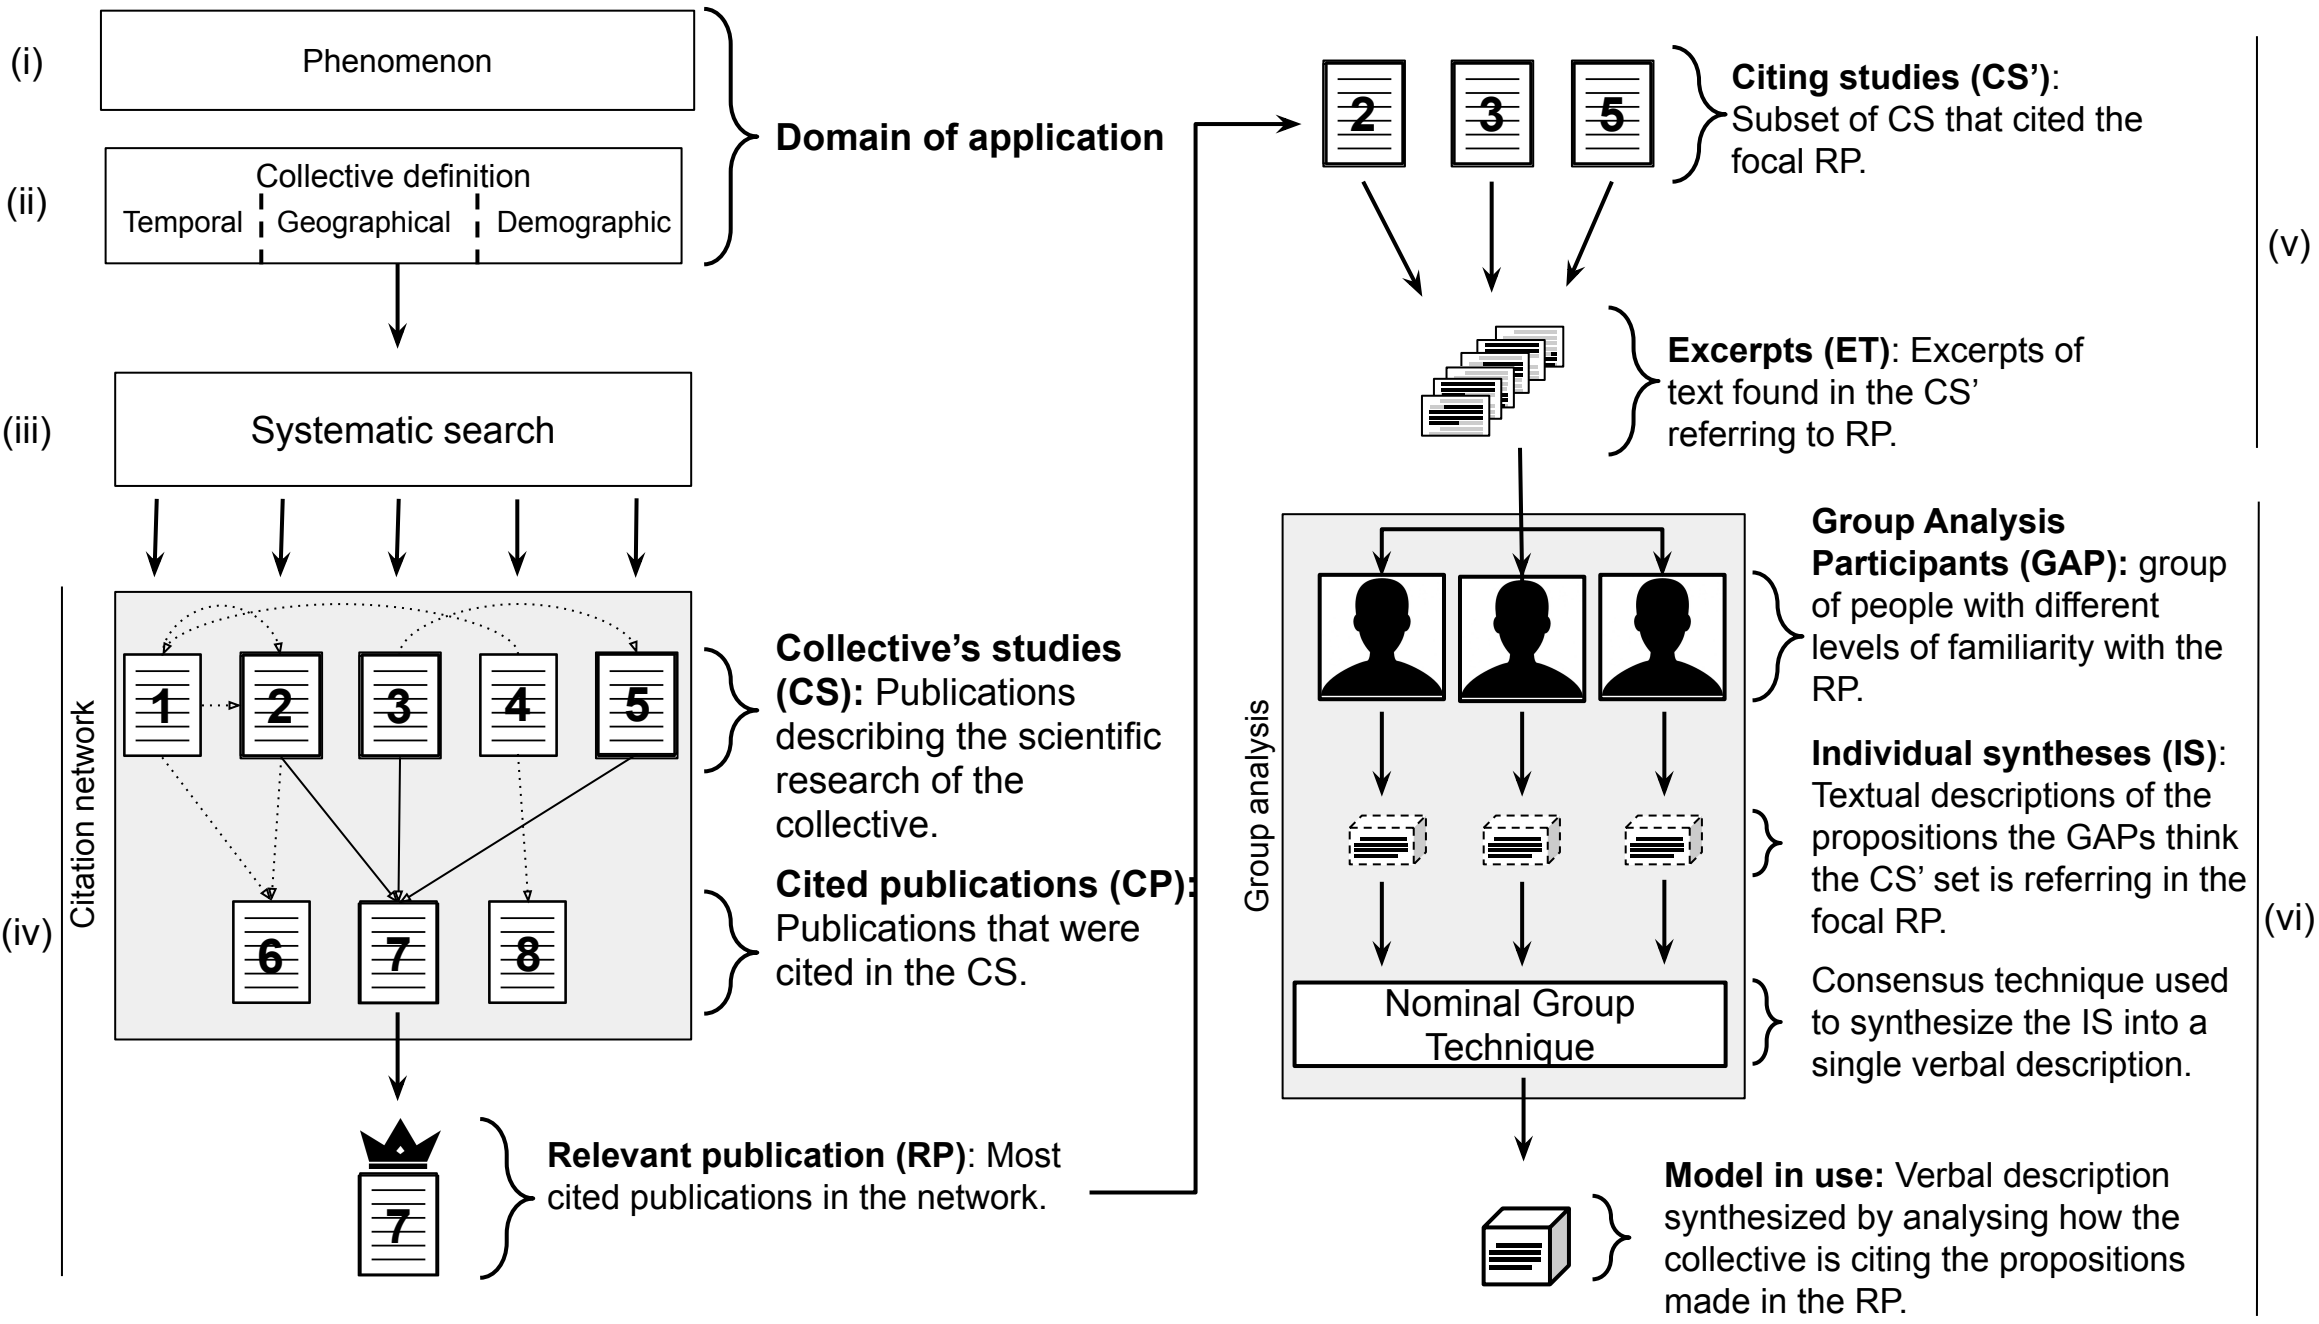 (i)
Phenomenon
Domain of application
(ii)
Collective definition
Temporal Geographical Demographic
(iii)
Systematic search
(iv)
Citation network
1 2 3 4 5
Collective’s studies
(CS): Publications
describing the scientific
research of the
collective.
6 7 8
Cited publications (CP):
Publications that were
cited in the CS.
7
Relevant publication (RP): Most
cited publications in the network.
(v)
2 3 5
Citing studies (CS’):
Subset of CS that cited the
focal RP.
Excerpts (ET): Excerpts of
text found in the CS’
referring to RP.
(vi)
Group analysis
Group Analysis
Participants (GAP): group
of people with different
levels of familiarity with the
RP.
Individual syntheses (IS):
Textual descriptions of the
propositions the GAPs think
the CS’ set is referring in the
focal RP.
Nominal Group
Technique
Consensus technique used
to synthesize the IS into a
single verbal description.
Model in use: Verbal description
synthesized by analysing how the
collective is citing the propositions
made in the RP.